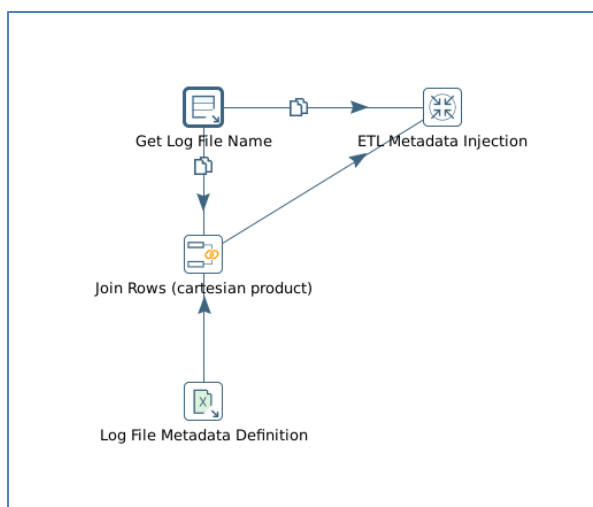 Get Log File Name
ETL Metadata Injection
Join Rows (cartesian product)
X
Log File Metadata Definition